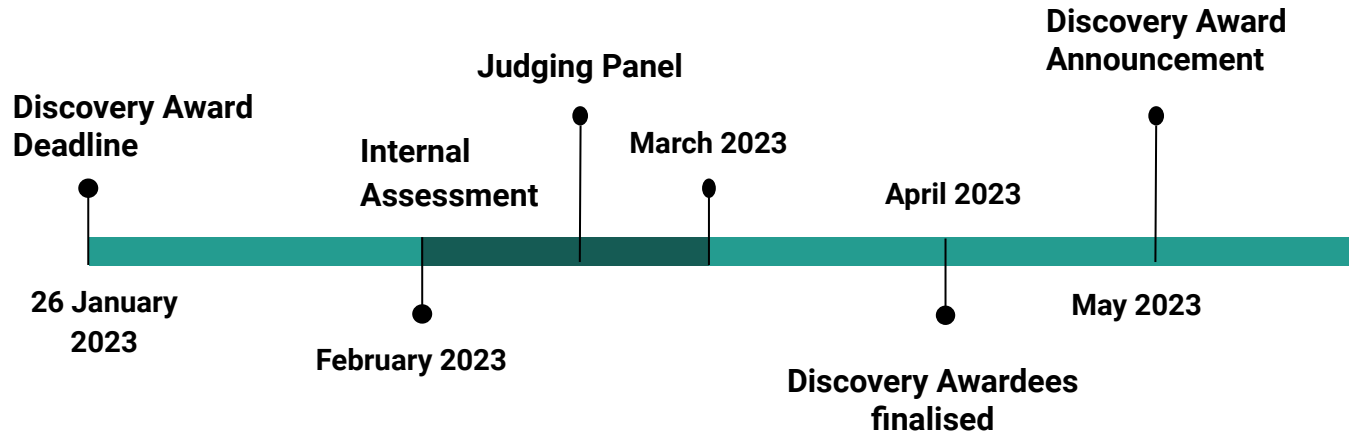 Discovery Award
Deadline
26 January
2023
Internal
Assessment
February 2023
Judging Panel
March 2023
April 2023
Discovery Awardees
finalised
Discovery Award
Announcement
May 2023